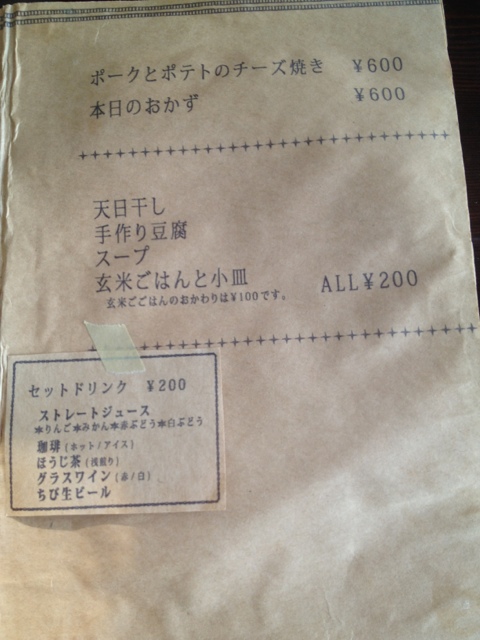 ポークとポテトのチーズ焼き ¥600
本日のおかず ¥600
天日干し
手作り豆腐
スープ
玄米ごはんと小皿 ALL¥200
玄米ごごはんのおかわりは¥100です。
セットドリンク ¥200
ストレートジュース
*りんご*みかん*赤ぶどう*白ぶどう
珈琲(ホット/アイス)
ほうじ茶(浅煎り)
グラスワイン(赤/白)
ちび生ビール